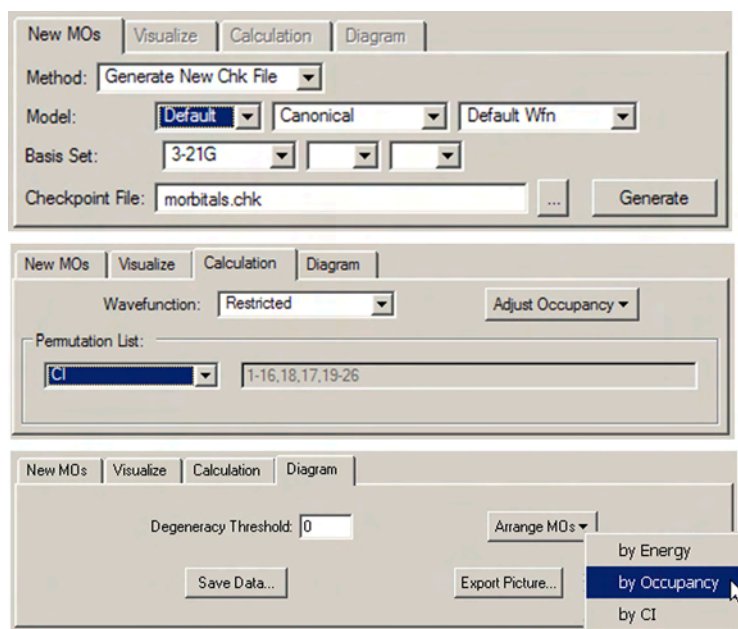 New MOs Visualize Calculation Diagram
Method: Generate New Chk File
Model: Default Canonical Default Wfn
Basis Set: 3-21G
Checkpoint File: morbitals.chk ... Generate
New MOs Visualize Calculation Diagram
Wavefunction: Restricted Adjust Occupancy
Permutation List:
CI 1-16,18,17,19-26
New MOs Visualize Calculation Diagram
Degeneracy Threshold: 0 Arrange MOs
by Energy
Save Data... Export Picture... by Occupancy
by CI